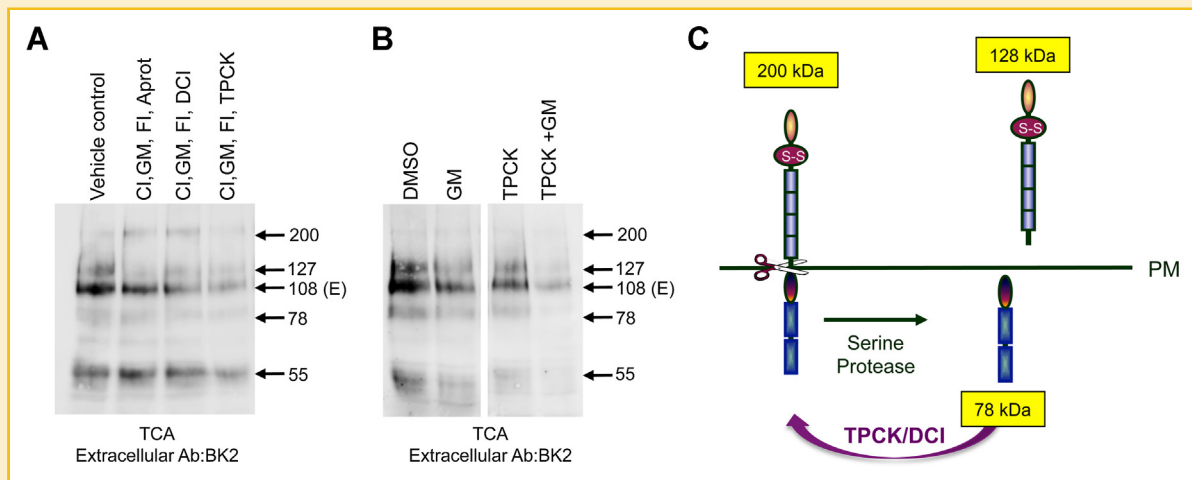 A
Vehicle control
CI,GM, FI, Aprot
CI,GM, FI, DCI
CI,GM, FI, TPCK
200
127
108 (E)
78
55
TCA
Extracellular Ab:BK2
B
DMSO
GM
TPCK
TPCK +GM
200
127
108 (E)
78
55
TCA
Extracellular Ab:BK2
C
200 kDa
128 kDa
S-S
S-S
PM
Serine
Protease
78 kDa
TPCK/DCI